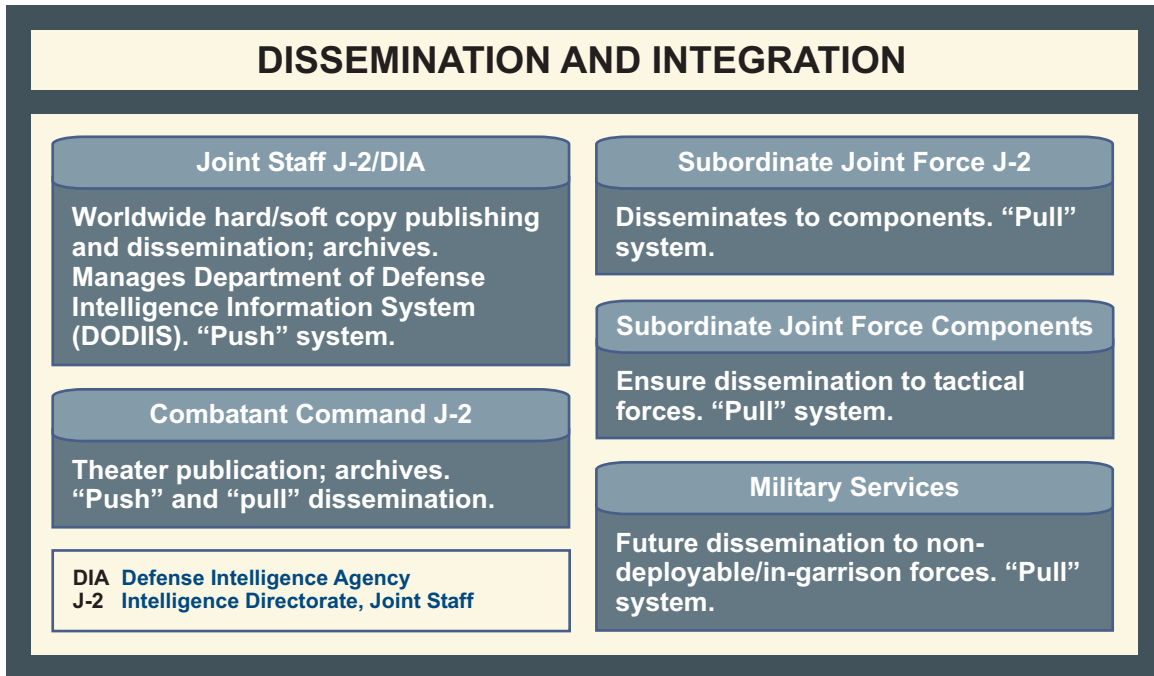 DISSEMINATION AND INTEGRATION
Joint Staff J-2/DIA
Worldwide hard/soft copy publishing
and dissemination; archives.
Manages Department of Defense
Intelligence Information System
(DODIIS). “Push” system.
Combatant Command J-2
Theater publication; archives.
“Push” and “pull” dissemination.
DIA Defense Intelligence Agency
J-2 Intelligence Directorate, Joint Staff
Subordinate Joint Force J-2
Disseminates to components. “Pull”
system.
Subordinate Joint Force Components
Ensure dissemination to tactical
forces. “Pull” system.
Military Services
Future dissemination to non-
deployable/in-garrison forces. “Pull”
system.